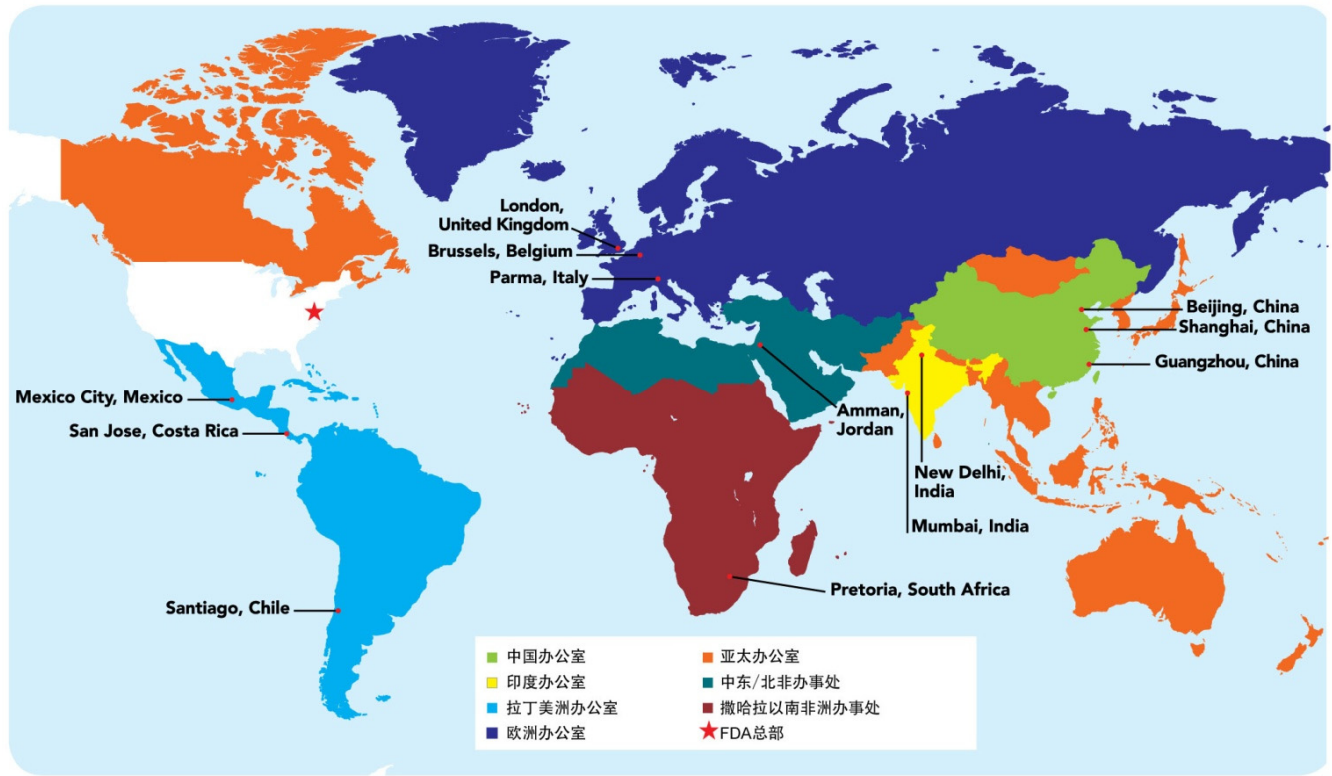 London,
United Kingdom
Brussels, Belgium
Parma, Italy
Beijing, China
Shanghai, China
Guangzhou, China
Mexico City, Mexico
San Jose, Costa Rica
Amman,
Jordan
New Delhi,
India
Mumbai, India
Pretoria, South Africa
Santiago, Chile
中国办公室
印度办公室
拉丁美洲办公室
欧洲办公室
亚太办公室
中东/北非办事处
撒哈拉以南非洲办事处
FDA总部